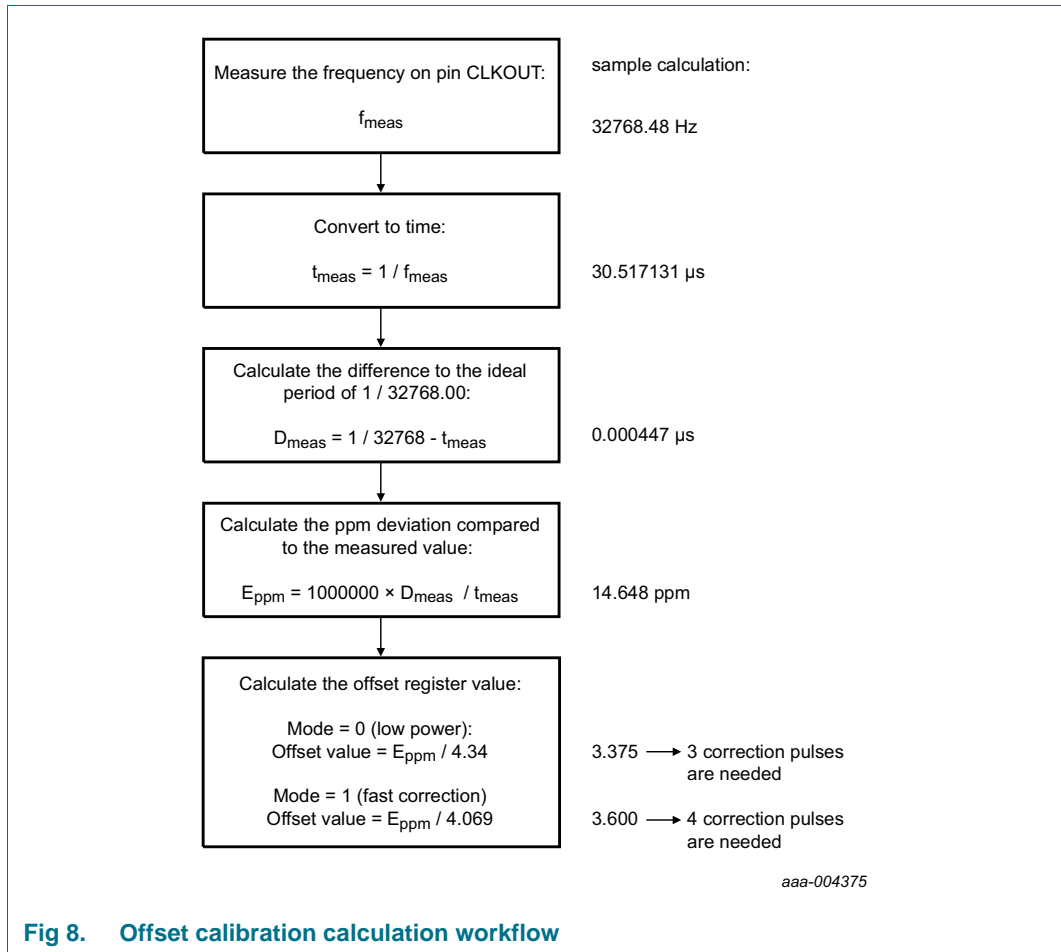 Measure the frequency on pin CLKOUT:
fmeas
sample calculation:
32768.48 Hz
Convert to time:
tmeas = 1 / fmeas
30.517131 μs
Calculate the difference to the ideal
period of 1 / 32768.00:
Dmeas = 1 / 32768 - tmeas
0.000447 μs
Calculate the ppm deviation compared
to the measured value:
Eppm = 1000000 × Dmeas / tmeas
14.648 ppm
Calculate the offset register value:
Mode = 0 (low power):
Offset value = Eppm / 4.34
3.375 → 3 correction pulses
are needed
Mode = 1 (fast correction)
Offset value = Eppm / 4.069
3.600 → 4 correction pulses
are needed
aaa-004375
Fig 8. Offset calibration calculation workflow